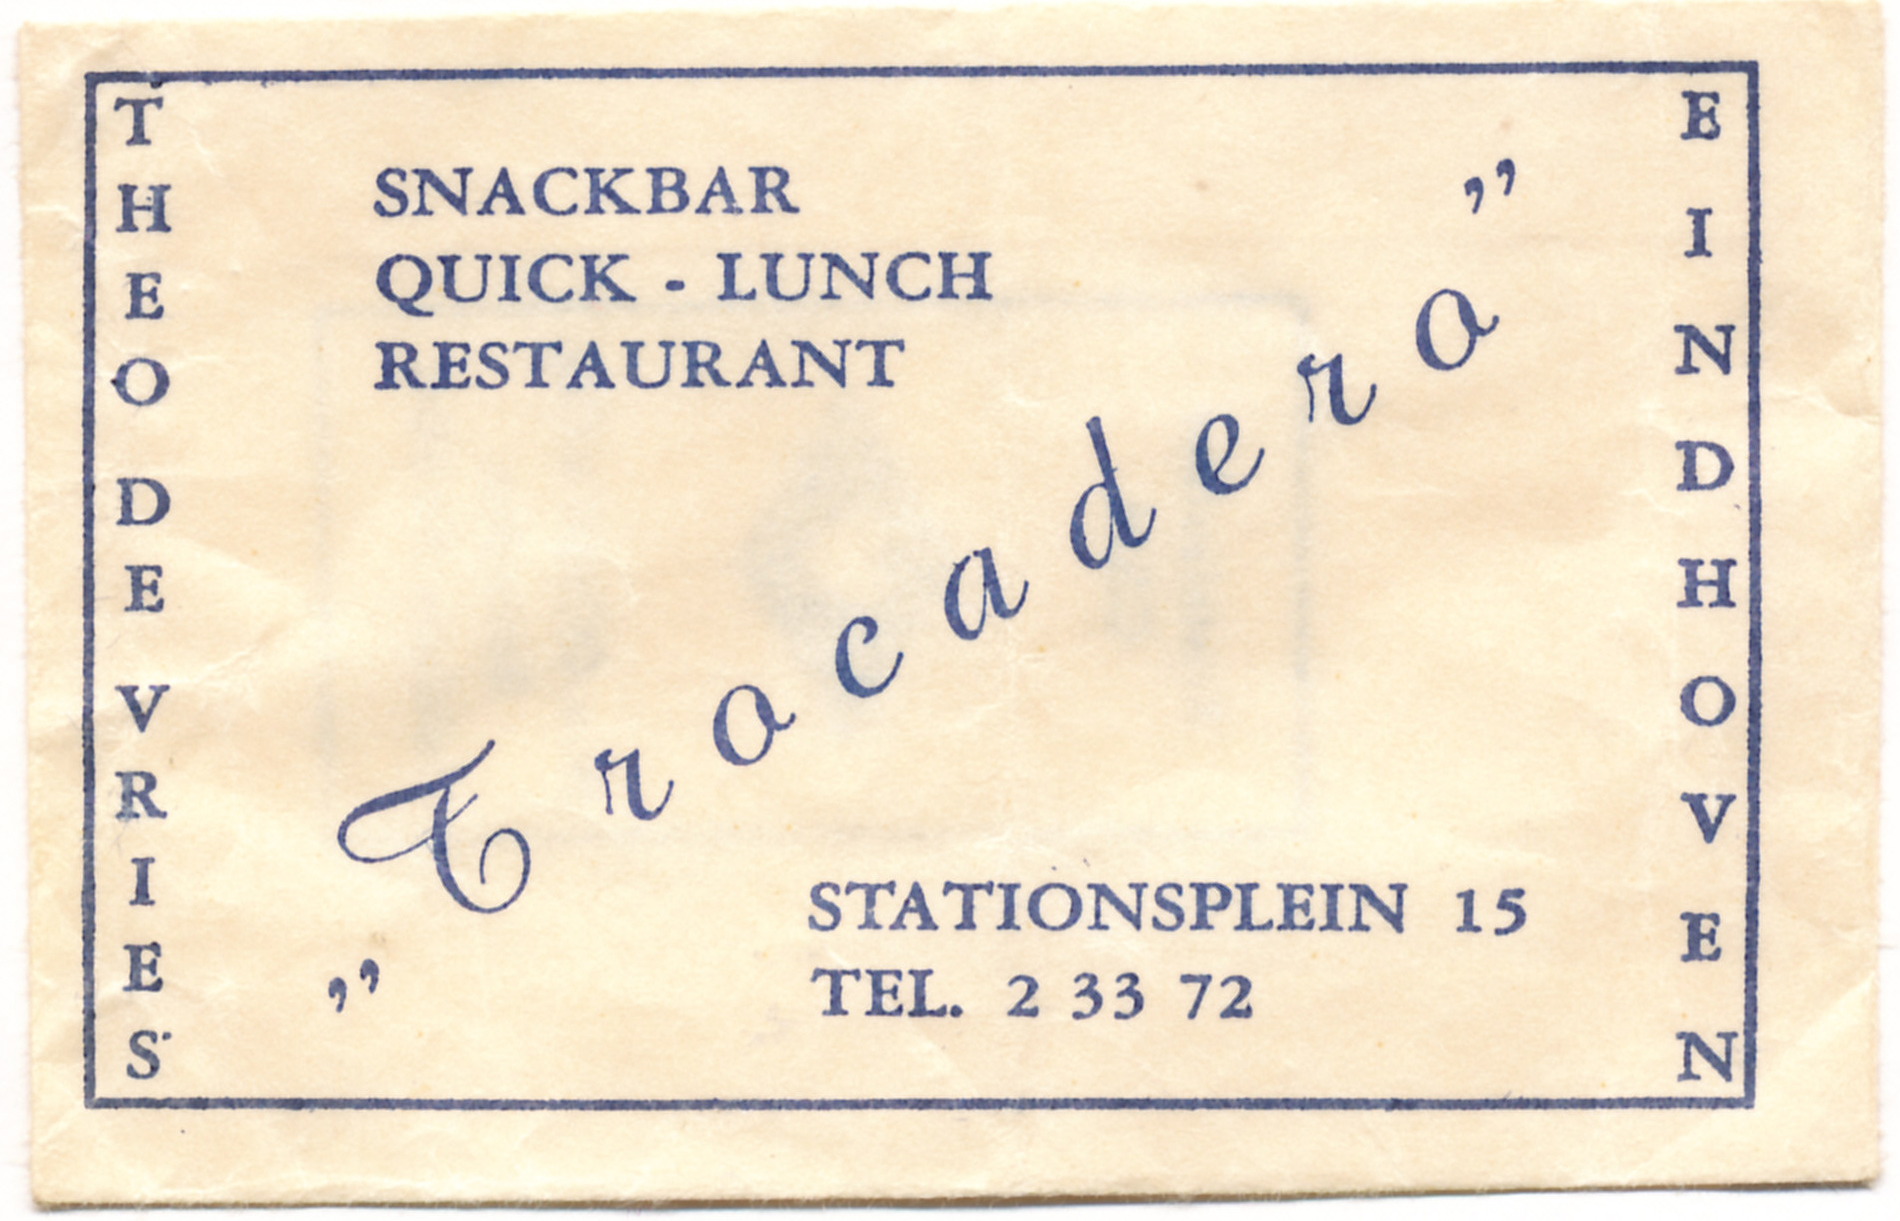 THEO DE VRIES
SNACKBAR
QUICK - LUNCH
RESTAURANT
„Trocadero”
STATIONSPLEIN 15
TEL. 2 33 72
EINDHOVEN